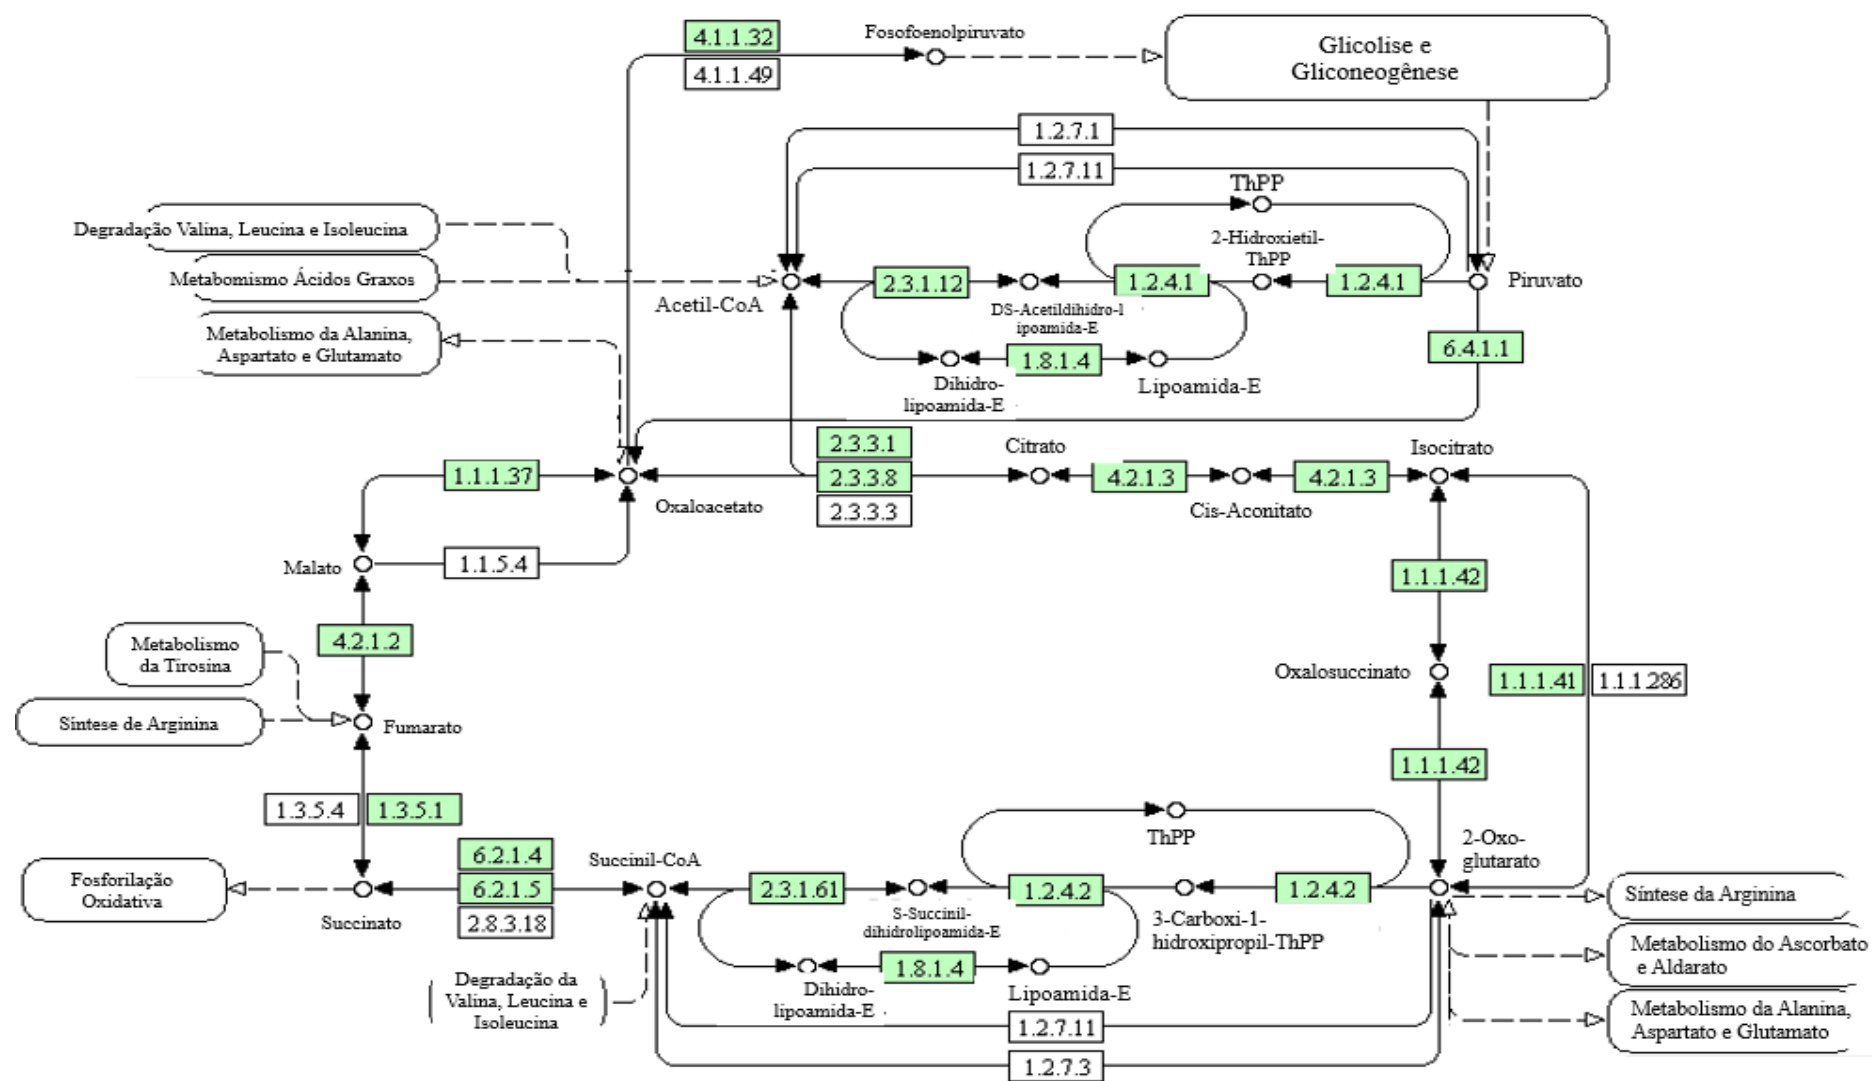 4.1.1.32
4.1.1.49
Fosofoenolpiruvato
Glicolise e
Gliconeogênese
1.2.7.1
1.2.7.11
ThPP
Degradação Valina, Leucina e Isoleucina
2-Hidroxietil-
ThPP
Metabomismo Ácidos Graxos
Acetil-CoA
2.3.1.12
1.2.4.1
1.2.4.1
Piruvato
DS-Acetildihidro-l
ipoamida-E
Metabolismo da Alanina,
Aspartato e Glutamato
6.4.1.1
1.8.1.4
Dihidro-
lipoamida-E
Lipoamida-E
2.3.3.1
2.3.3.8
2.3.3.3
Citrato
Isocitrato
1.1.1.37
4.2.1.3
4.2.1.3
Oxaloacetato
Cis-Aconitato
Malato
1.1.5.4
1.1.1.42
Metabolismo
da Tirosina
4.2.1.2
Oxalosuccinato
1.1.1.41
1.1.1.286
Síntese de Arginina
Fumarato
1.1.1.42
1.3.5.4
1.3.5.1
ThPP
2-Oxo-
glutarato
6.2.1.4
6.2.1.5
2.8.3.18
Succinil-CoA
Fosforilação
Oxidativa
2.3.1.61
1.2.4.2
1.2.4.2
Síntese da Arginina
Succinato
S-Succinil-
dihidrolipoamida-E
3-Carboxi-1-
hidroxipropil-ThPP
Metabolismo do Ascorbato
e Aldarato
1.8.1.4
Degradação da
Valina, Leucina e
Isoleucina
Dihidro-
lipoamida-E
Lipoamida-E
Metabolismo da Alanina,
Aspartato e Glutamato
1.2.7.11
1.2.7.3